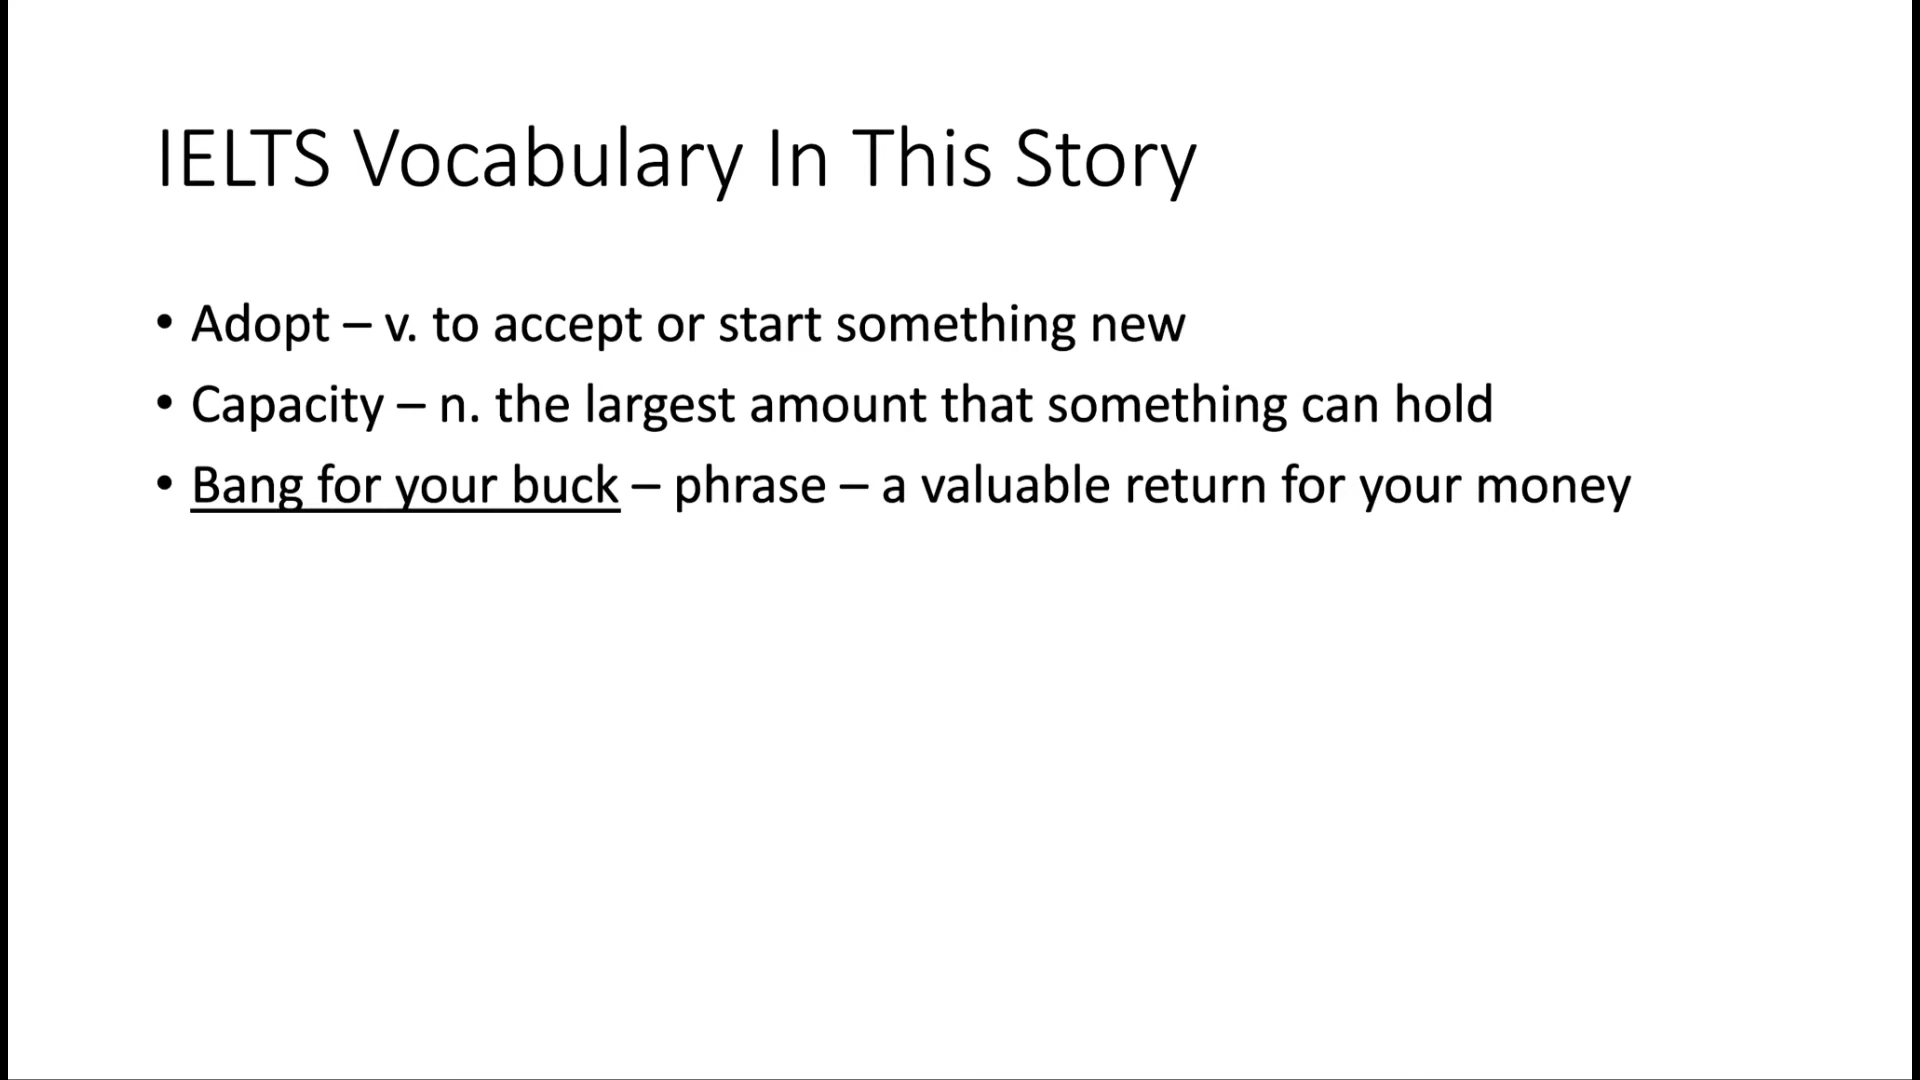 IELTS Vocabulary In This Story
• Adopt – v. to accept or start something new
• Capacity – n. the largest amount that something can hold
• Bang for your buck – phrase – a valuable return for your money